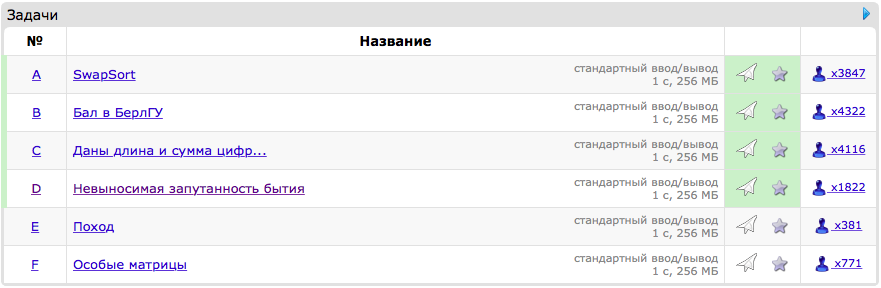 Задачи
№ Название
A SwapSort стандартный ввод/вывод x3847
1 с, 256 МБ
B Бал в БерлГУ стандартный ввод/вывод x4322
1 с, 256 МБ
C Даны длина и сумма цифр... стандартный ввод/вывод x4116
1 с, 256 МБ
D Невыносимая запутанность бытия стандартный ввод/вывод x1822
1 с, 256 МБ
E Поход стандартный ввод/вывод x381
1 с, 256 МБ
F Особые матрицы стандартный ввод/вывод x771
1 с, 256 МБ